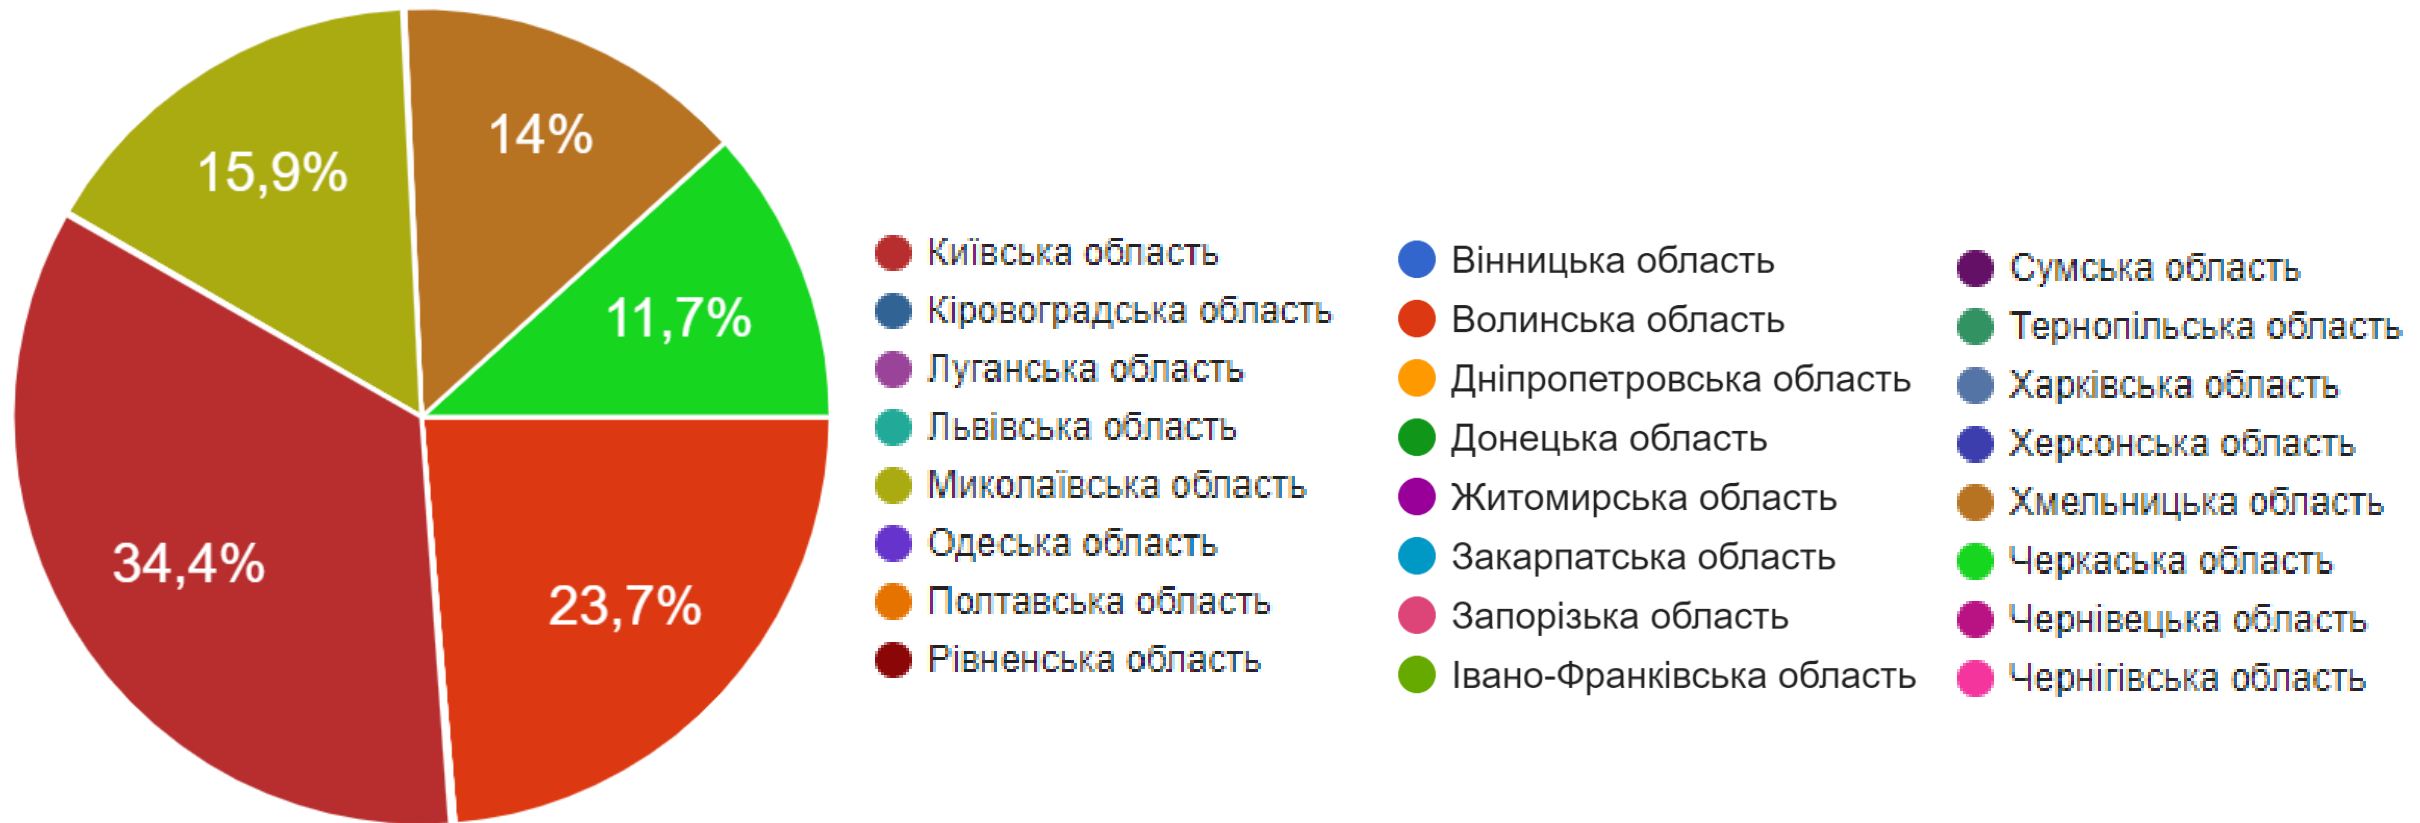 14%
15,9%
11,7%
34,4%
23,7%
Київська область
Кіровоградська область
Луганська область
Львівська область
Миколаївська область
Одеська область
Полтавська область
Рівненська область
Вінницька область
Волинська область
Дніпропетровська область
Донецька область
Житомирська область
Закарпатська область
Запорізька область
Івано-Франківська область
Сумська область
Тернопільська область
Харківська область
Херсонська область
Хмельницька область
Черкаська область
Чернівецька область
Чернігівська область